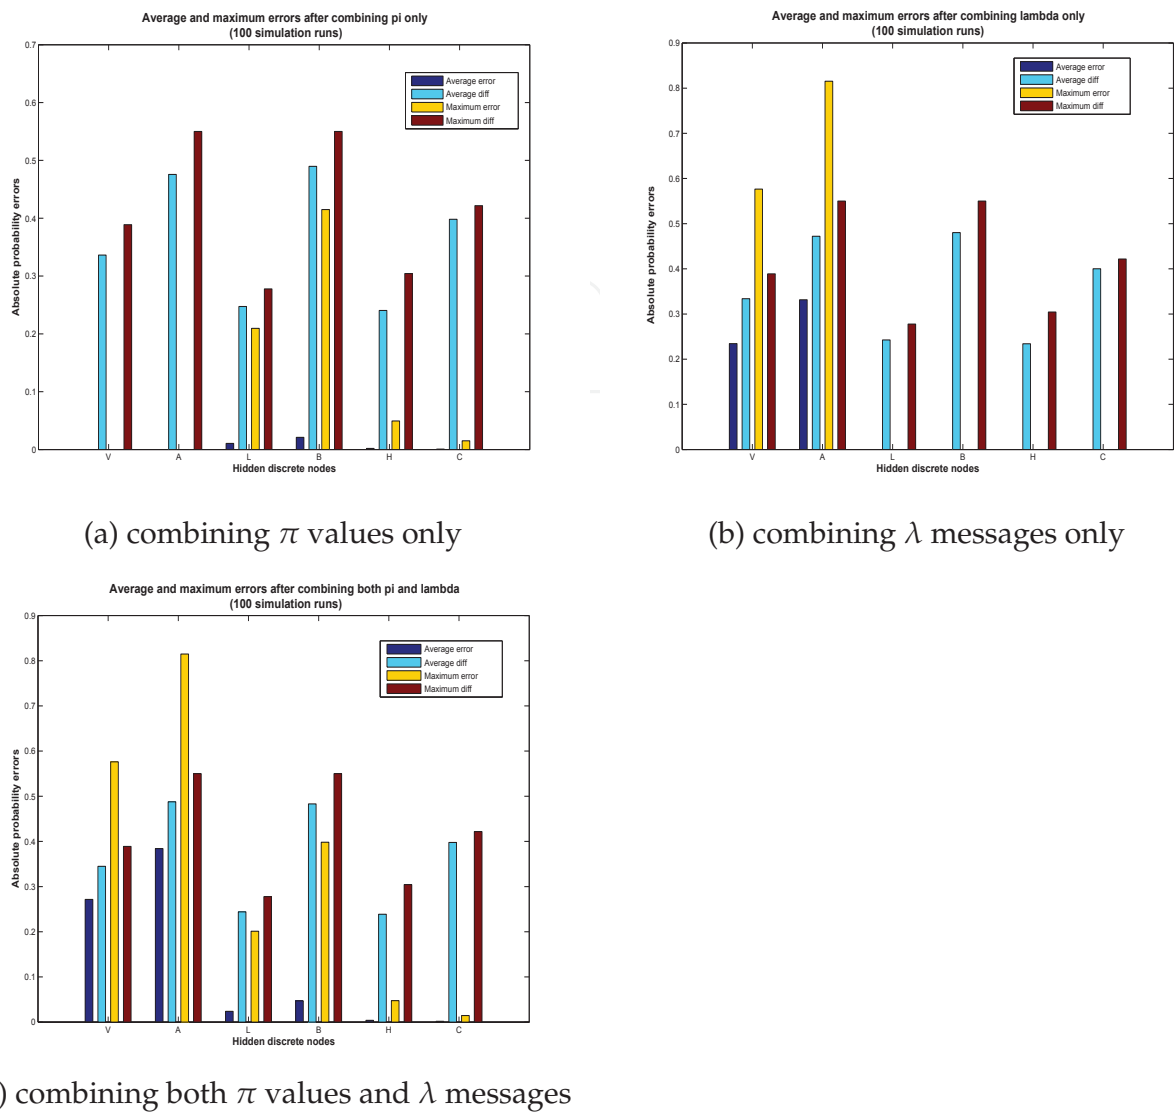 Average and maximum errors after combining pi only
(100 simulation runs)
0.7
0.6
0.5
0.4
0.3
0.2
0.1
0
Absolute probability errors
Average error
Average diff
Maximum error
Maximum diff
V A L B H C
Hidden discrete nodes
(a) combining π values only
Average and maximum errors after combining lambda only
(100 simulation runs)
0.9
0.8
0.7
0.6
0.5
0.4
0.3
0.2
0.1
0
Absolute probability errors
Average error
Average diff
Maximum error
Maximum diff
V A L B H C
Hidden discrete nodes
(b) combining λ messages only
Average and maximum errors after combining both pi and lambda
(100 simulation runs)
0.9
0.8
0.7
0.6
0.5
0.4
0.3
0.2
0.1
0
Absolute probability errors
Average error
Average diff
Maximum error
Maximum diff
V A L B H C
Hidden discrete nodes
) combining both π values and λ messages